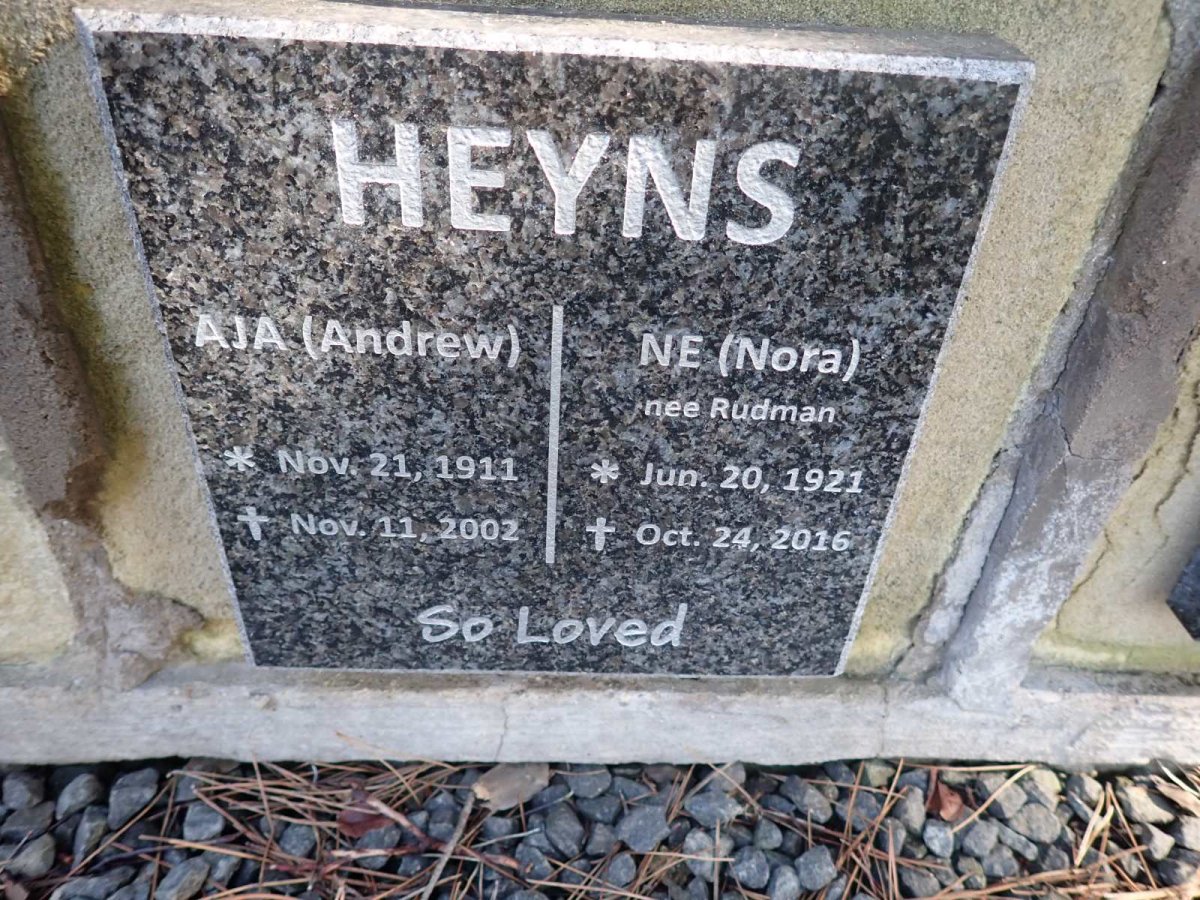 HEYNS
AJA (Andrew)
* Nov. 21, 1911
✝ Nov. 11, 2002
NE (Nora)
nee Rudman
* Jun. 20, 1921
✝ Oct. 24, 2016
So Loved